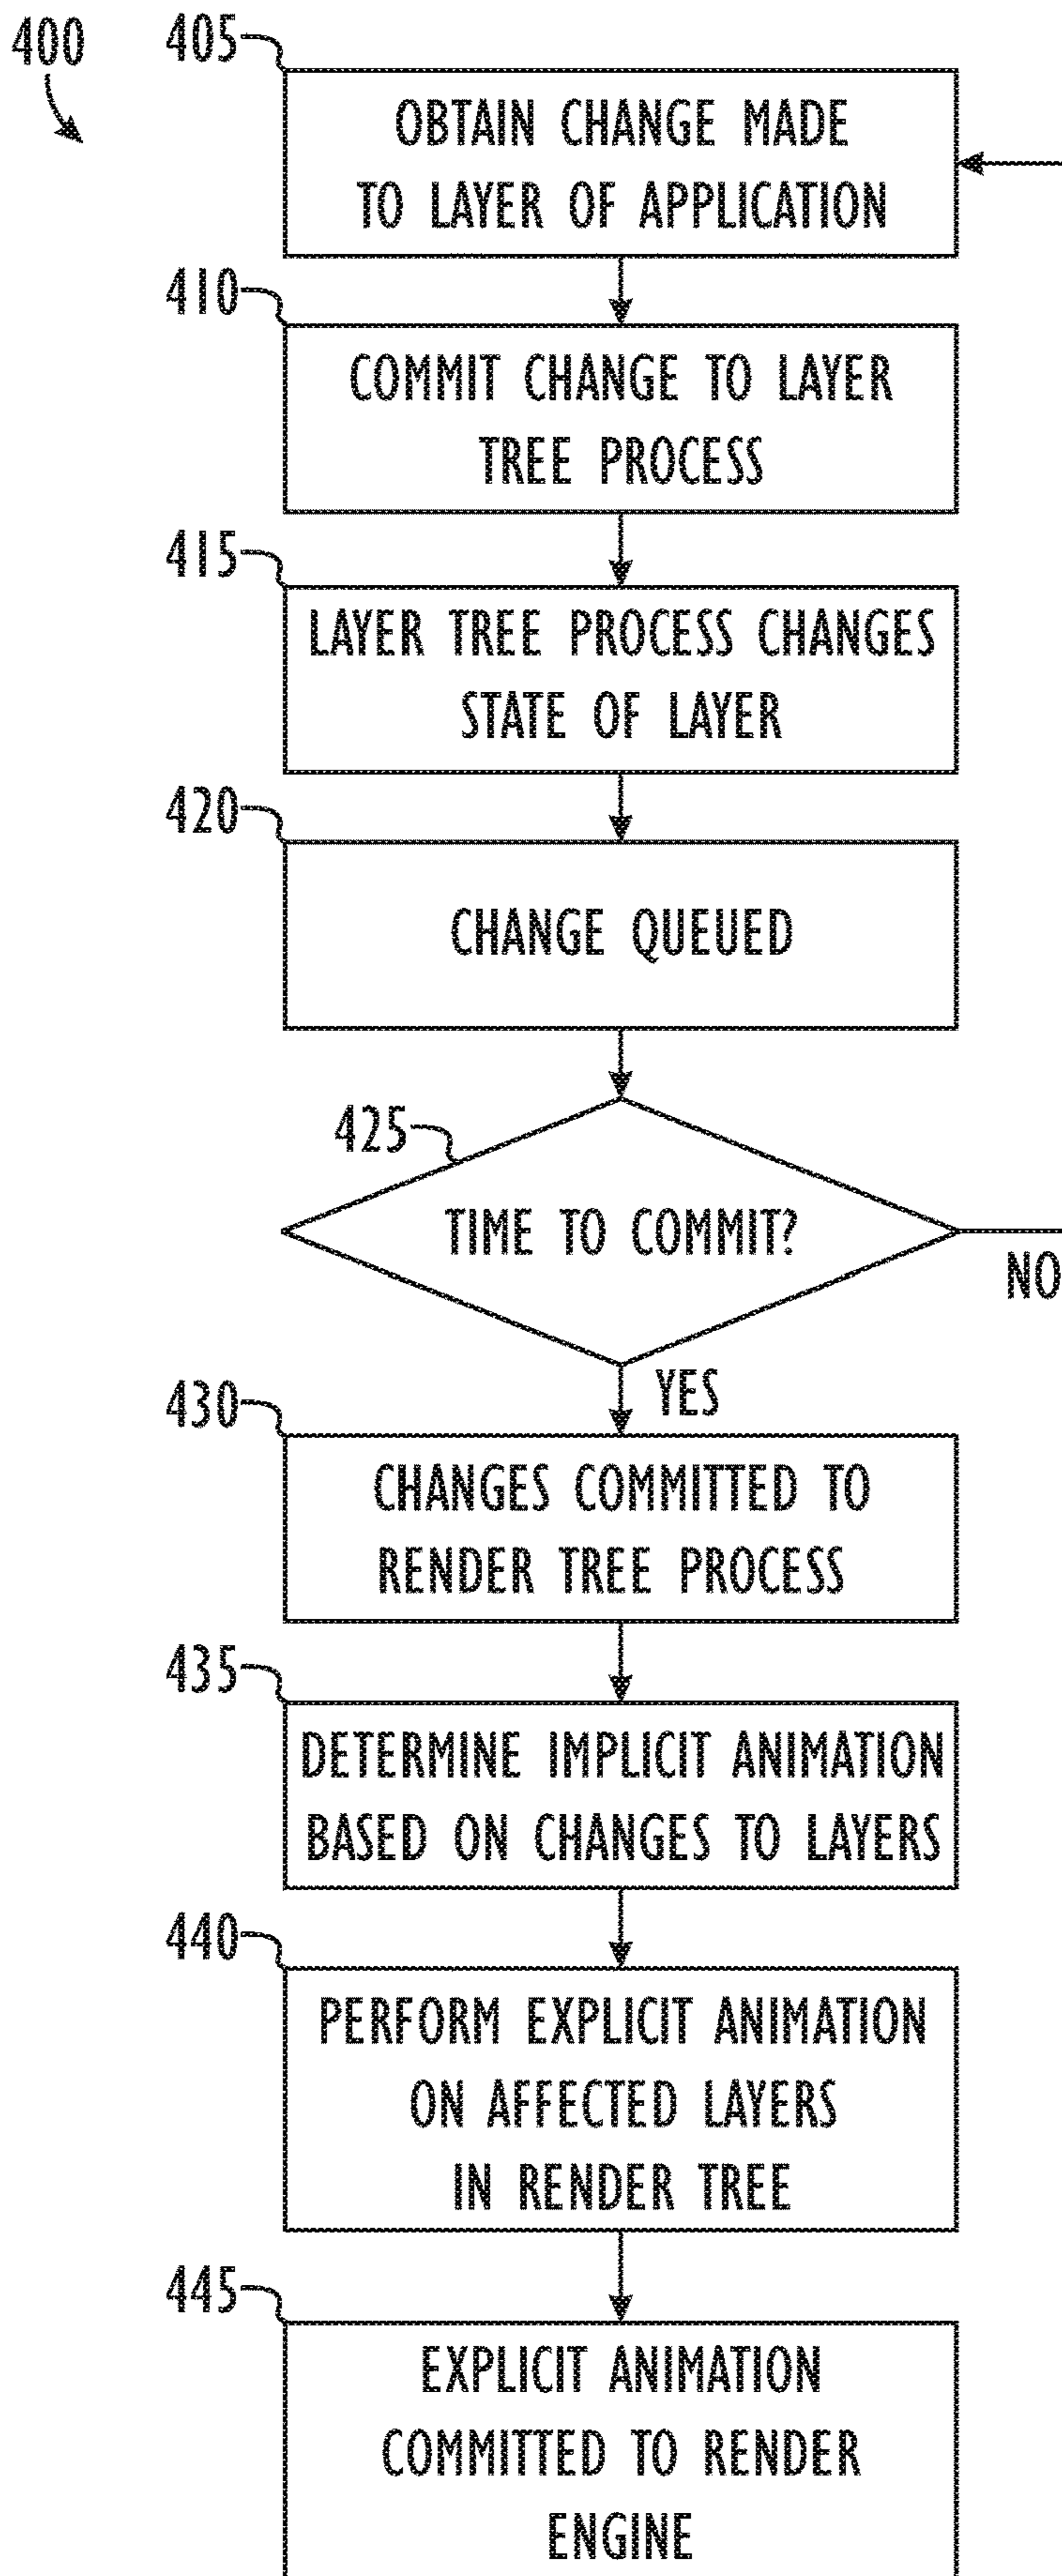 400
405
OBTAIN CHANGE MADE
TO LAYER OF APPLICATION
410
COMMIT CHANGE TO LAYER
TREE PROCESS
415
LAYER TREE PROCESS CHANGES
STATE OF LAYER
420
CHANGE QUEUED
425
TIME TO COMMIT?
NO
YES
430
CHANGES COMMITTED TO
RENDER TREE PROCESS
435
DETERMINE IMPLICIT ANIMATION
BASED ON CHANGES TO LAYERS
440
PERFORM EXPLICIT ANIMATION
ON AFFECTED LAYERS
IN RENDER TREE
445
EXPLICIT ANIMATION
COMMITTED TO RENDER
ENGINE